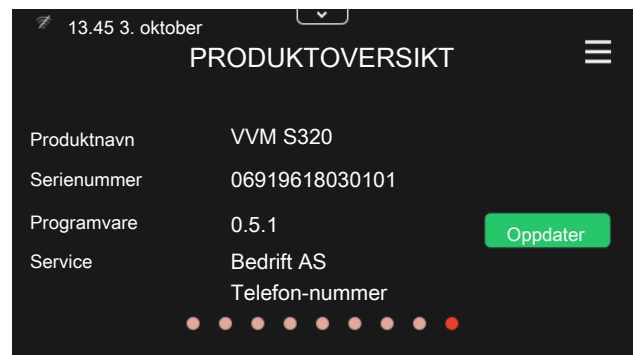 13.45 3. oktober
PRODUKTOVERSIKT
Produktnavn VVM S320
Serienummer 06919618030101
Programvare 0.5.1 Oppdater
Service Bedrift AS
Telefon-nummer